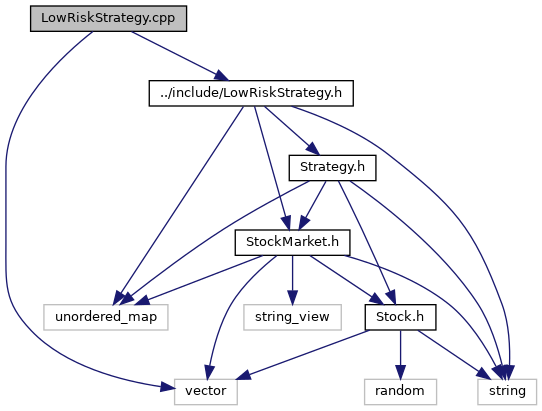 LowRiskStrategy.cpp
../include/LowRiskStrategy.h
Strategy.h
StockMarket.h
unordered_map
string_view
Stock.h
vector
random
string